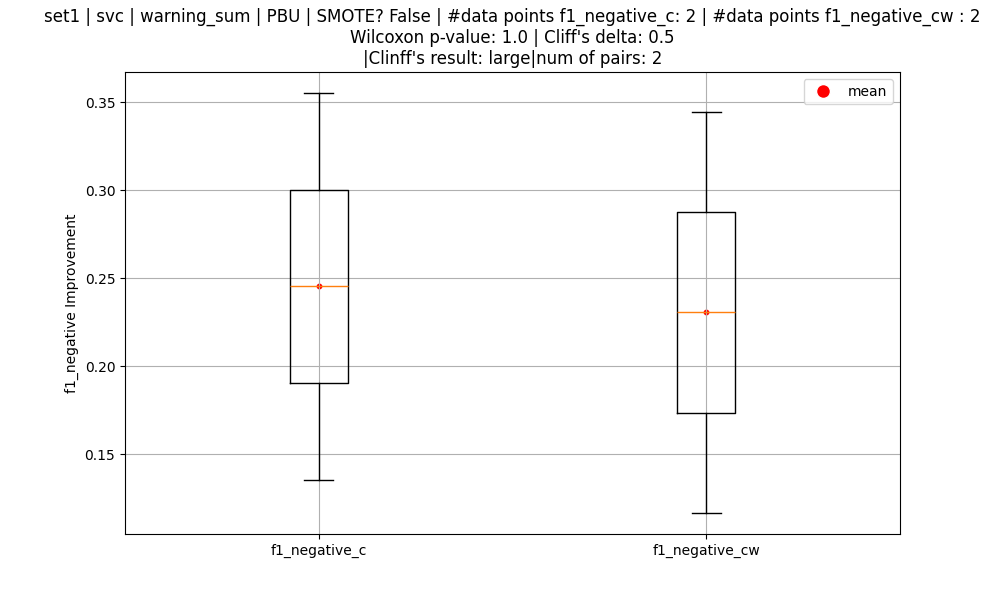 set1 | svc | warning_sum | PBU | SMOTE? False | #data points f1_negative_c: 2 | #data points f1_negative_cw : 2
Wilcoxon p-value: 1.0 | Cliff's delta: 0.5
|Clinff's result: large|num of pairs: 2
mean
0.35
0.30
0.25
0.20
0.15
f1_negative Improvement
f1_negative_c
f1_negative_cw